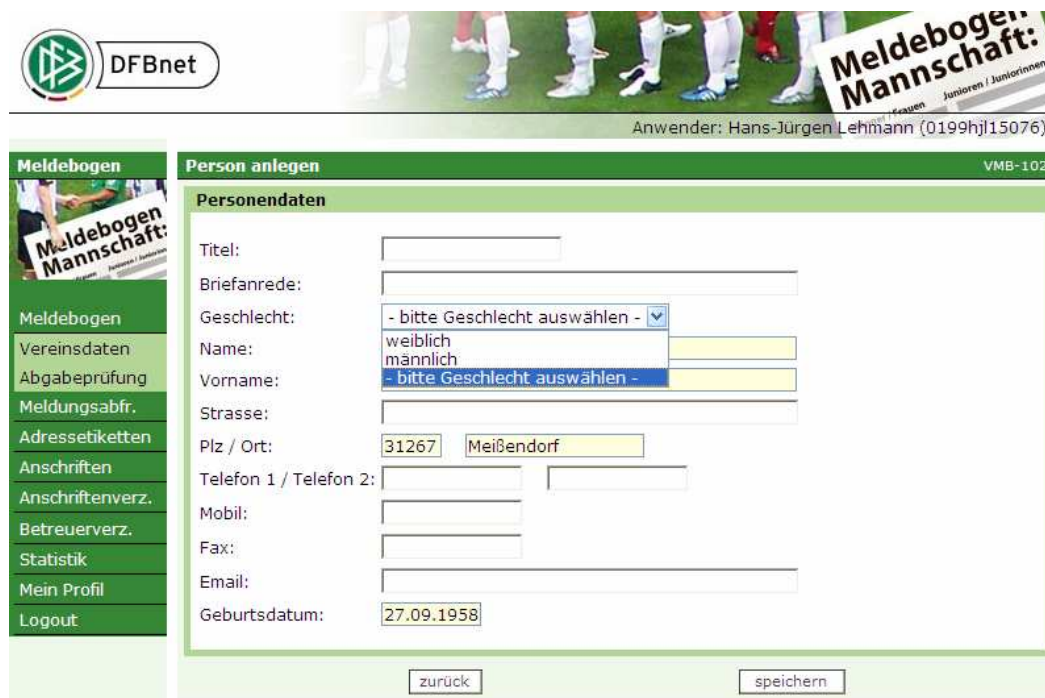 DFBnet
Meldebogen
Mannschaft:
Frauen Junioren / Juniorinnen
Anwender: Hans-Jürgen Lehmann (0199hjl15076)
Meldebogen
Person anlegen
VMB-102
Meldebogen
Mannschaft:
Personendaten
Titel:
Briefanrede:
Meldebogen
Geschlecht:
- bitte Geschlecht auswählen -
weiblich
männlich
- bitte Geschlecht auswählen -
Vereinsdaten
Name:
Abgabeprüfung
Vorname:
Meldungsabfr.
Strasse:
Adressetiketten
Plz / Ort:
31267
Meißendorf
Anschriften
Telefon 1 / Telefon 2:
Anschriftenverz.
Mobil:
Betreuerverz.
Fax:
Statistik
Email:
Mein Profil
Geburtsdatum:
27.09.1958
Logout
zurück
speichern